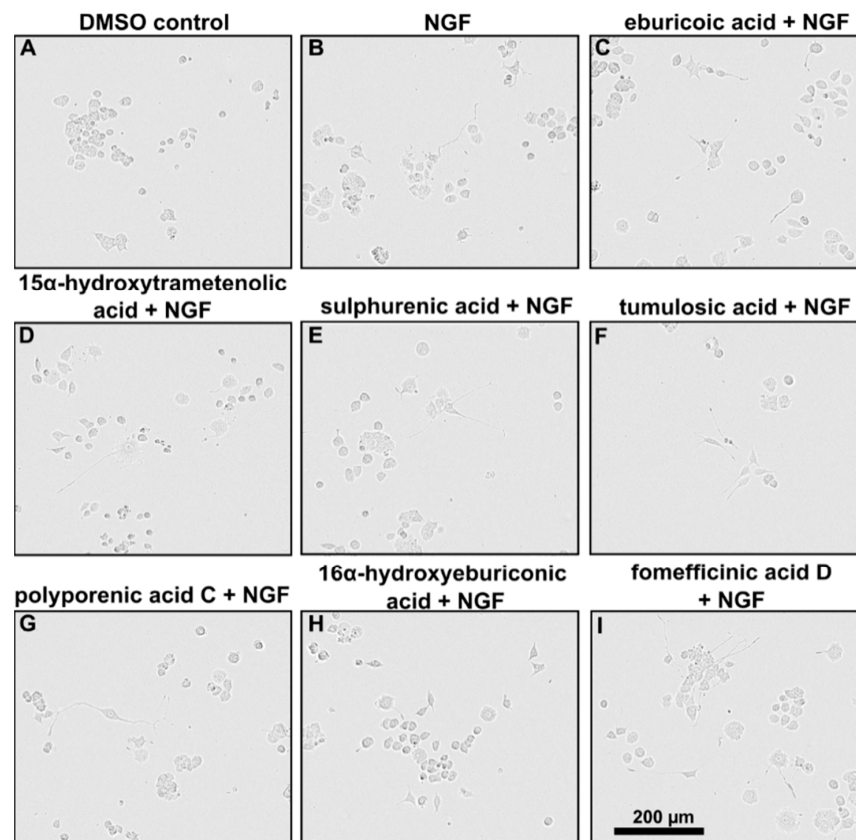 DMSO control
NGF
eburicoic acid + NGF
A
B
C
15α-hydroxytrametenolic
acid + NGF
sulphurenic acid + NGF
tumulosic acid + NGF
D
E
F
polyporenic acid C + NGF
16α-hydroxyeburiconic
acid + NGF
fomefficinic acid D
+ NGF
G
H
I
200 µm